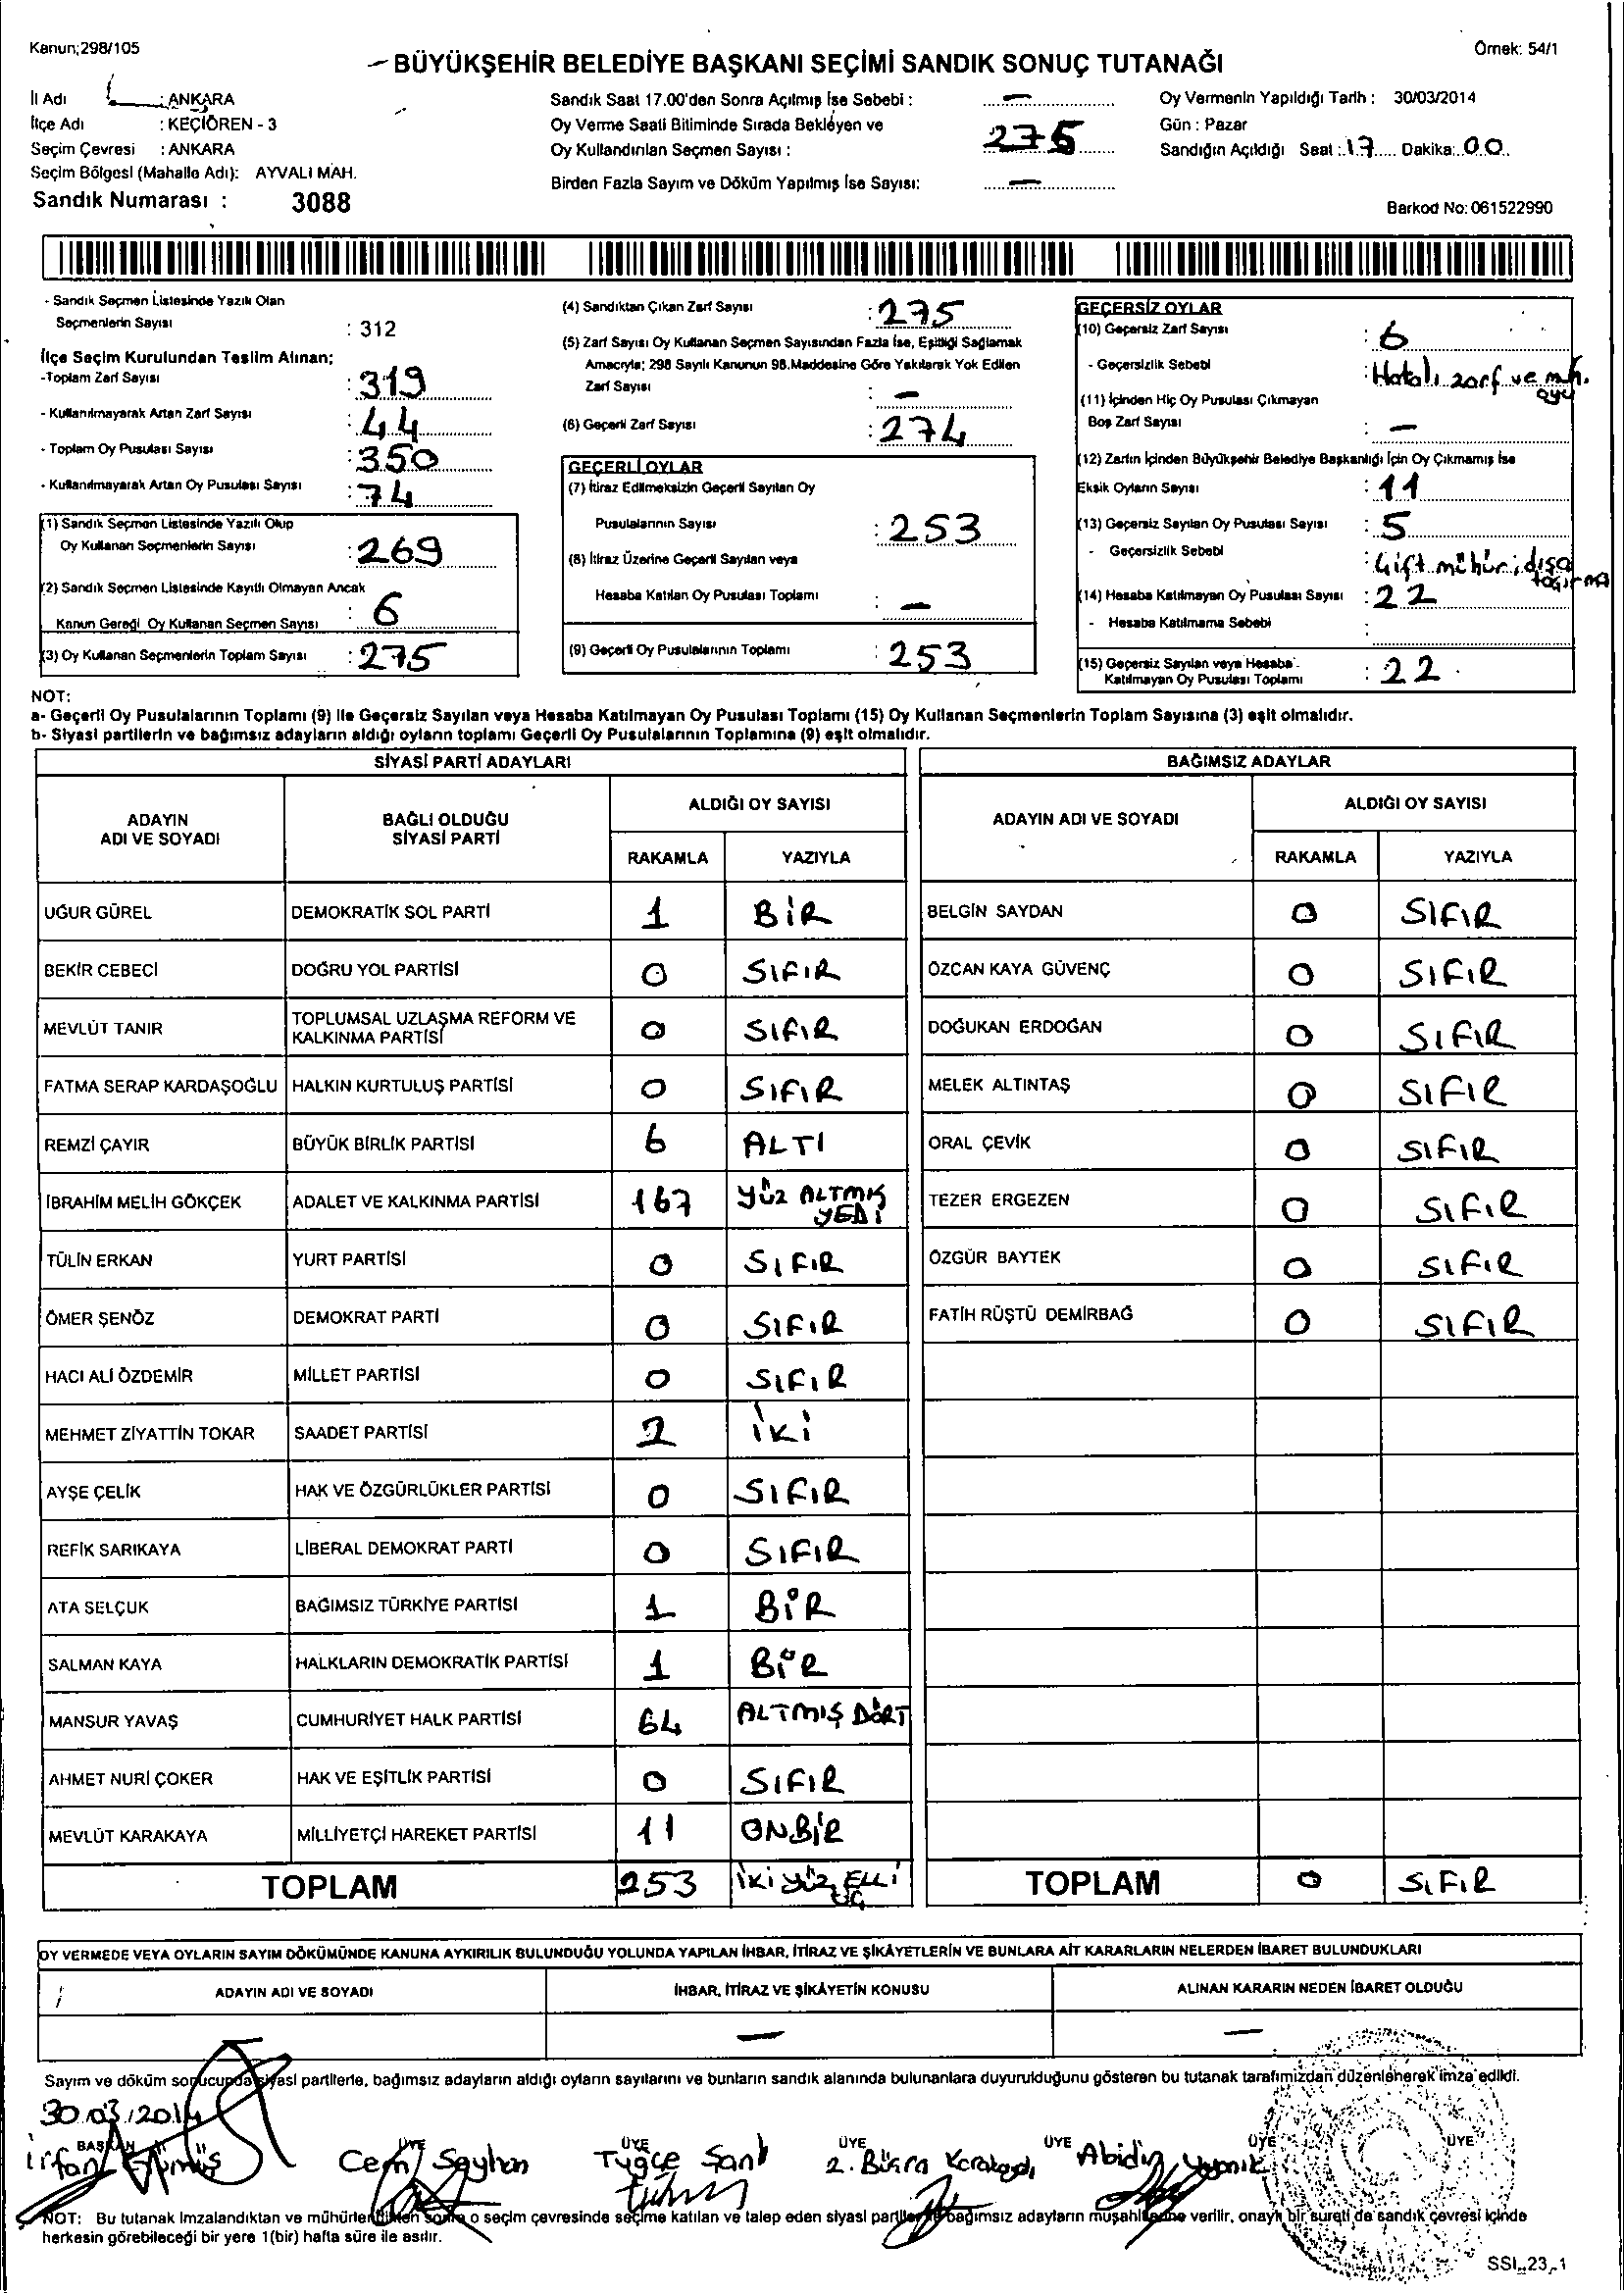 Kanun;298/105
Örnek: 54/1
BÜYÜKŞEHİR BELEDİYE BAŞKANI SEÇİMİ SANDIK SONUÇ TUTANAĞI
İl Adı : ANKARA
İlçe Adı : KEÇİÖREN - 3
Seçim Çevresi : ANKARA
Seçim Bölgesi (Mahalle Adı): AYVALI MAH.
Sandık Numarası : 3088
Sandık Saat 17.00'den Sonra Açılmış İse Sebebi : —
Oy Verme Saati Bitiminde Sırada Bekleyen ve
Oy Kullandırılan Seçmen Sayısı : 275
Birden Fazla Sayım ve Döküm Yapılmış İse Sayısı: —
Oy Vermenin Yapıldığı Tarih : 30/03/2014
Gün : Pazar
Sandığın Açıldığı Saat : 17 Dakika: 00
Barkod No: 061522990
- Sandık Seçmen Listesinde Yazılı Olan
Seçmenlerin Sayısı : 312
İlçe Seçim Kurulundan Teslim Alınan;
-Toplam Zarf Sayısı : 319
- Kullanılmayarak Artan Zarf Sayısı : 44
- Toplam Oy Pusulası Sayısı : 350
- Kullanılmayarak Artan Oy Pusulası Sayısı : 74
(1) Sandık Seçmen Listesinde Yazılı Olup
Oy Kullanan Seçmenlerin Sayısı : 269
(2) Sandık Seçmen Listesinde Kayıtlı Olmayan Ancak
Kanun Gereği Oy Kullanan Seçmen Sayısı : 6
(3) Oy Kullanan Seçmenlerin Toplam Sayısı : 275
(4) Sandıktan Çıkan Zarf Sayısı : 275
(5) Zarf Sayısı Oy Kullanan Seçmen Sayısından Fazla İse, Eşitliği Sağlamak
Amacıyla; 298 Sayılı Kanunun 98.Maddesine Göre Yakılarak Yok Edilen
Zarf Sayısı : —
(6) Geçerli Zarf Sayısı : 274
GEÇERLİ OYLAR
(7) İtiraz Edilmeksizin Geçerli Sayılan Oy
Pusulalarının Sayısı : 253
(8) İtiraz Üzerine Geçerli Sayılan veya
Hesaba Katılan Oy Pusulası Toplamı : —
(9) Geçerli Oy Pusulalarının Toplamı : 253
GEÇERSİZ OYLAR
(10) Geçersiz Zarf Sayısı : 6
- Geçersizlik Sebebi : Hatalı zarf ve mh.
oyu
(11) İçinden Hiç Oy Pusulası Çıkmayan
Boş Zarf Sayısı : —
(12) Zarfın İçinden Büyükşehir Belediye Başkanlığı İçin Oy Çıkmamış İse
Eksik Oyların Sayısı : 11
(13) Geçersiz Sayılan Oy Pusulası Sayısı : 5
- Geçersizlik Sebebi : Çift mühür; dışa
taşırma
(14) Hesaba Katılmayan Oy Pusulası Sayısı : 22
- Hesaba Katılmama Sebebi :
(15) Geçersiz Sayılan veya Hesaba
Katılmayan Oy Pusulası Toplamı : 22
NOT:
a- Geçerli Oy Pusulalarının Toplamı (9) ile Geçersiz Sayılan veya Hesaba Katılmayan Oy Pusulası Toplamı (15) Oy Kullanan Seçmenlerin Toplam Sayısına (3) eşit olmalıdır.
b- Siyasi partilerin ve bağımsız adayların aldığı oyların toplamı Geçerli Oy Pusulalarının Toplamına (9) eşit olmalıdır.
SİYASİ PARTİ ADAYLARI
ADAYIN ADI VE SOYADI
BAĞLI OLDUĞU SİYASİ PARTİ
ALDIĞI OY SAYISI
RAKAMLA YAZIYLA
UĞUR GÜREL DEMOKRATİK SOL PARTİ 1 BİR
BEKİR CEBECİ DOĞRU YOL PARTİSİ 0 SIFIR
MEVLÜT TANIR TOPLUMSAL UZLAŞMA REFORM VE KALKINMA PARTİSİ 0 SIFIR
FATMA SERAP KARDAŞOĞLU HALKIN KURTULUŞ PARTİSİ 0 SIFIR
REMZİ ÇAYIR BÜYÜK BİRLİK PARTİSİ 6 ALTI
İBRAHİM MELİH GÖKÇEK ADALET VE KALKINMA PARTİSİ 167 YÜZ ALTMIŞ YEDİ
TÜLİN ERKAN YURT PARTİSİ 0 SIFIR
ÖMER ŞENÖZ DEMOKRAT PARTİ 0 SIFIR
HACI ALİ ÖZDEMİR MİLLET PARTİSİ 0 SIFIR
MEHMET ZİYATTİN TOKAR SAADET PARTİSİ 2 İKİ
AYŞE ÇELİK HAK VE ÖZGÜRLÜKLER PARTİSİ 0 SIFIR
REFİK SARIKAYA LİBERAL DEMOKRAT PARTİ 0 SIFIR
ATA SELÇUK BAĞIMSIZ TÜRKİYE PARTİSİ 1 BİR
SALMAN KAYA HALKLARIN DEMOKRATİK PARTİSİ 1 BİR
MANSUR YAVAŞ CUMHURİYET HALK PARTİSİ 64 ALTMIŞ DÖRT
AHMET NURİ ÇOKER HAK VE EŞİTLİK PARTİSİ 0 SIFIR
MEVLÜT KARAKAYA MİLLİYETÇİ HAREKET PARTİSİ 11 ONBİR
TOPLAM 253 İKİ YÜZ ELLİ ÜÇ
BAĞIMSIZ ADAYLAR
ADAYIN ADI VE SOYADI
ALDIĞI OY SAYISI
RAKAMLA YAZIYLA
BELGİN SAYDAN 0 SIFIR
ÖZCAN KAYA GÜVENÇ 0 SIFIR
DOĞUKAN ERDOĞAN 0 SIFIR
MELEK ALTINTAŞ 0 SIFIR
ORAL ÇEVİK 0 SIFIR
TEZER ERGEZEN 0 SIFIR
ÖZGÜR BAYTEK 0 SIFIR
FATİH RÜŞTÜ DEMİRBAĞ 0 SIFIR
TOPLAM 0 SIFIR
OY VERMEDE VEYA OYLARIN SAYIM DÖKÜMÜNDE KANUNA AYKIRILIK BULUNDUĞU YOLUNDA YAPILAN İHBAR, İTİRAZ VE ŞİKÂYETLERİN VE BUNLARA AİT KARARLARIN NELERDEN İBARET BULUNDUKLARI
ADAYIN ADI VE SOYADI İHBAR, İTİRAZ VE ŞİKÂYETİN KONUSU ALINAN KARARIN NEDEN İBARET OLDUĞU
— —
Sayım ve döküm sonucunda siyasi partilerle, bağımsız adayların aldığı oyların sayılarını ve bunların sandık alanında bulunanlara duyurulduğunu gösteren bu tutanak tarafımızdan düzenlenerek imza edildi.
30.03.2014
BAŞKAN ÜYE ÜYE ÜYE ÜYE ÜYE ÜYE
İrfan Cem Seyhan Tuğçe Şanlı Z. Büşra Abidin
NOT: Bu tutanak imzalandıktan ve mühürlendikten sonra o seçim çevresinde seçime katılan ve talep eden siyasi partiler bağımsız adayların müşahitlerine verilir, onaylı bir sureti de sandık çevresi içinde
herkesin görebileceği bir yere 1(bir) hafta süre ile asılır.
SSI_23_1